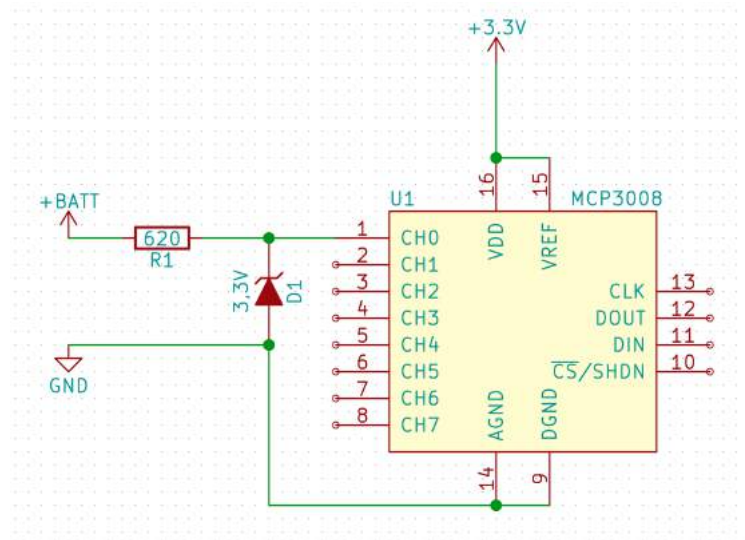 +3.3V
16
15
U1
MCP3008
+BATT
620
R1
1
CH0
VDD
VREF
2
CH1
3,3V
D1
3
CH2
CLK
13
4
CH3
DOUT
12
5
CH4
DIN
11
GND
6
CH5
CS/SHDN
10
7
CH6
AGND
DGND
8
CH7
14
9